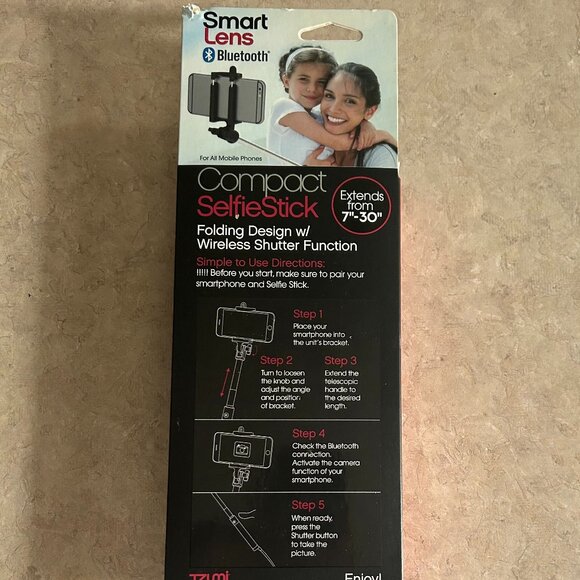 Smart
Lens
Bluetooth®
For All Mobile Phones
Compact
SelfieStick
Extends
from
7"-30"
Folding Design w/
Wireless Shutter Function
Simple to Use Directions:
!!!!! Before you start, make sure to pair your
smartphone and Selfie Stick.
Step 1
Place your
smartphone into
the unit's bracket.
Step 2
Turn to loosen
the knob and
adjust the angle
and position
of bracket.
Step 3
Extend the
telescopic
handle to
the desired
length.
Step 4
Check the Bluetooth
connection.
Activate the camera
function of your
smartphone.
Step 5
When ready,
press the
Shutter button
to take the
picture.
Enjoy!